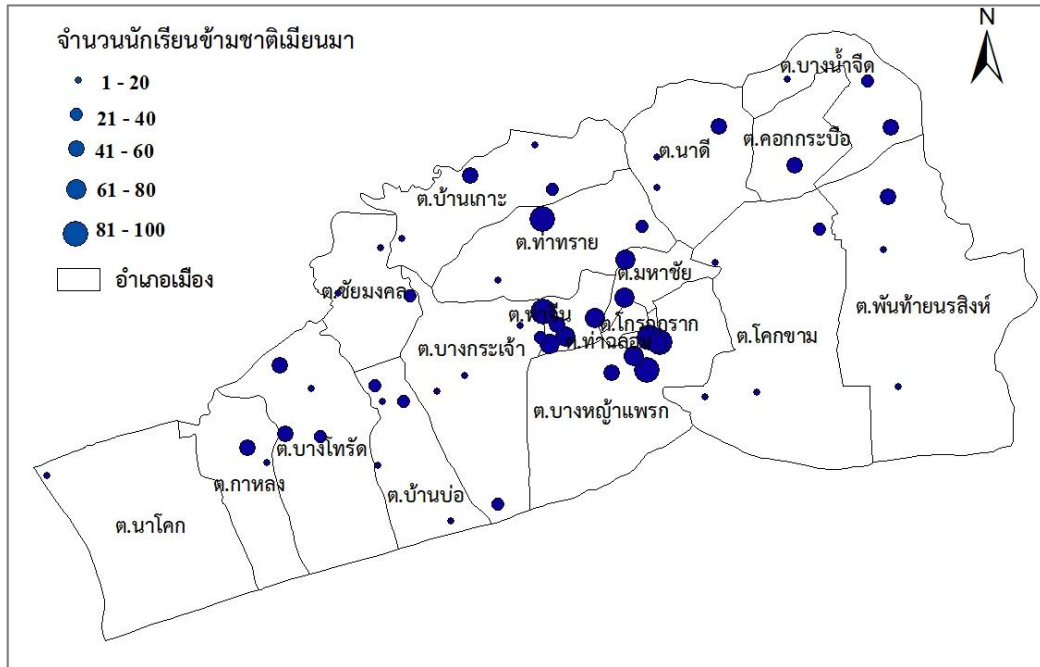 จำนวนนักเรียนข้ามชาติเมียนมา
1 - 20
21 - 40
41 - 60
61 - 80
81 - 100
อำเภอเมือง
N
ต.บางน้ำจืด
ต.คอกกระบือ
ต.นาดี
ต.บ้านเกาะ
ต.ท่าทราย
ต.มหาชัย
ต.พันท้ายนรสิงห์
ต.ชัยมงคล
ต.ท่าจีน
ต.โกรกกราก
ต.โคกขาม
ต.บางกระเจ้า
ต.ท่าฉลอม
ต.บางหญ้าแพรก
ต.บางโทรัด
ต.กาหลง
ต.บ้านบ่อ
ต.นาโคก